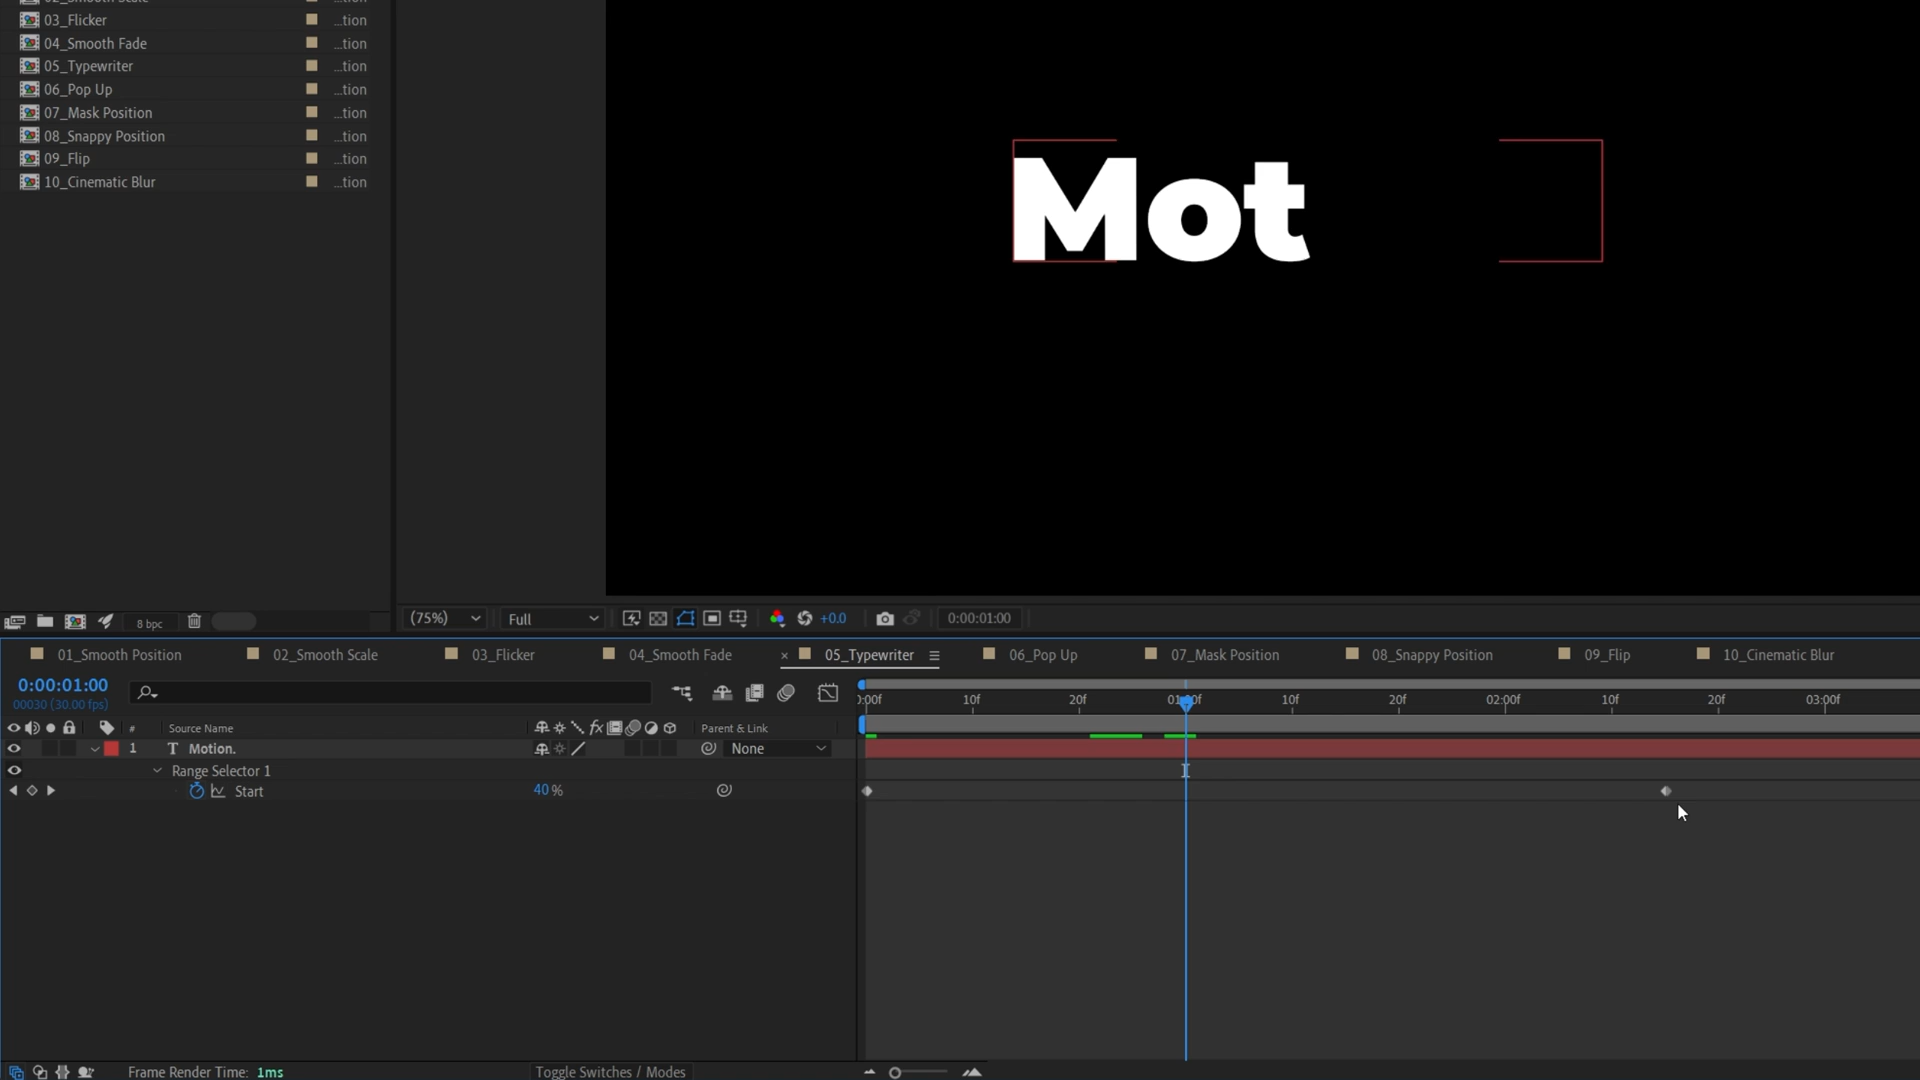 03_Flicker ...tion
04_Smooth Fade ...tion
05_Typewriter ...tion
06_Pop Up ...tion
07_Mask Position ...tion
08_Snappy Position ...tion
09_Flip ...tion
10_Cinematic Blur ...tion
Mot
8 bpc
(75%) Full +0.0 0:00:01:00
01_Smooth Position 02_Smooth Scale 03_Flicker 04_Smooth Fade × 05_Typewriter 06_Pop Up 07_Mask Position 08_Snappy Position 09_Flip 10_Cinematic Blur
0:00:01:00
00030 (30.00 fps)
:00f 10f 20f 01:00f 10f 20f 02:00f 10f 20f 03:00f
# Source Name fx Parent & Link
1 T Motion. None
Range Selector 1
Start 40 %
Frame Render Time: 1ms Toggle Switches / Modes